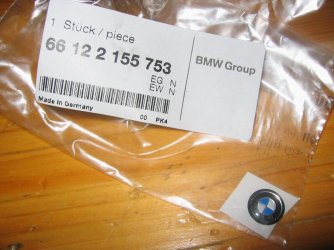 1 Stück / piece
66 12 2 155 753
BMW Group
EG N
EW N
Made In Germany
00 PK4